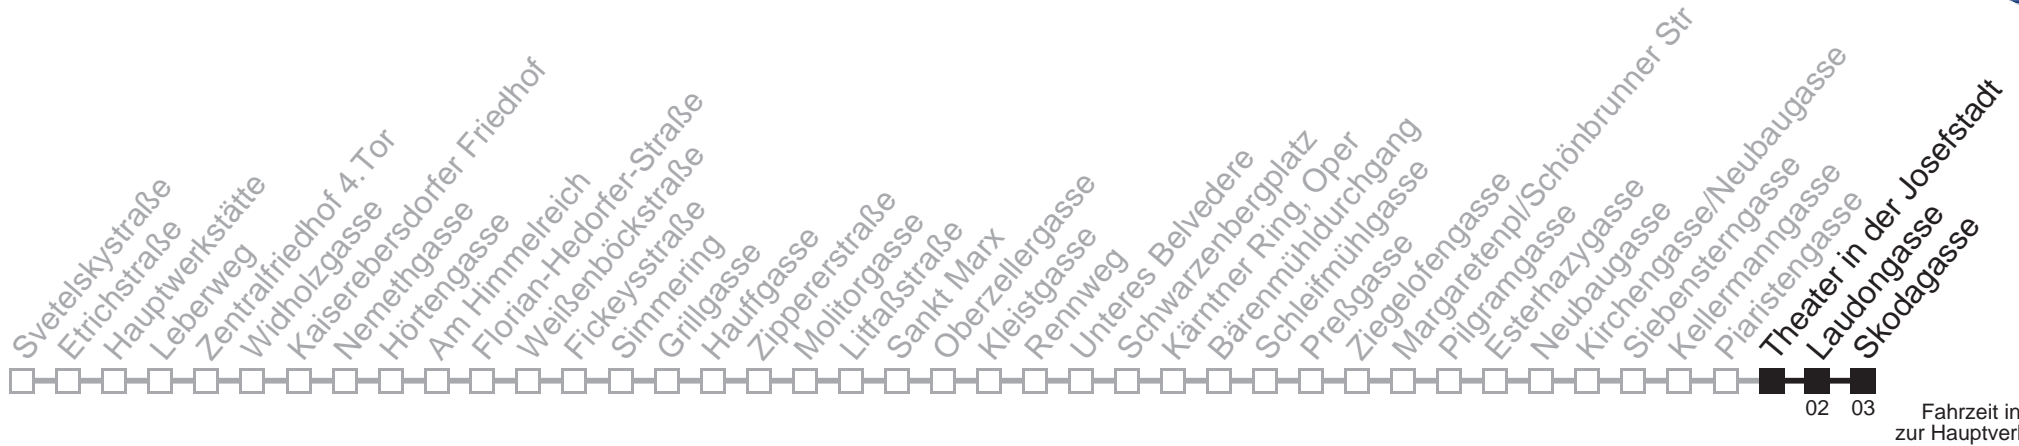 Svetelskystraße
Etrichstraße
Hauptwerkstätte
Leberweg
Zentralfriedhof 4.Tor
Widholzgasse
Kaiserebersdorfer Friedhof
Nemethgasse
Hörtengasse
Am Himmelreich
Florian-Hedorfer-Straße
Weißenböckstraße
Fickeysstraße
Simmering
Grillgasse
Hauffgasse
Zippererstraße
Molitorgasse
Litfaßstraße
Sankt Marx
Oberzellergasse
Kleistgasse
Rennweg
Unteres Belvedere
Schwarzenbergplatz
Kärntner Ring, Oper
Bärenmühldurchgang
Schleifmühlgasse
Preßgasse
Ziegelofengasse
Margaretenpl/Schönbrunner Str
Pilgramgasse
Esterhazygasse
Neubaugasse
Kirchengasse/Neubaugasse
Siebensterngasse
Kellermanngasse
Piaristengasse
Theater in der Josefstadt
Laudongasse
Skodagasse
02 03
Fahrzeit in
zur Hauptverl